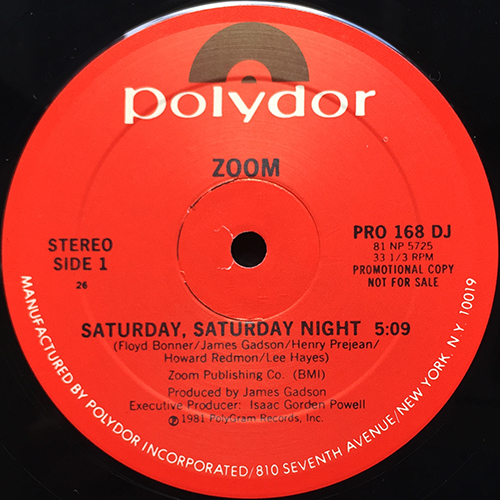 polydor
ZOOM
STEREO
SIDE 1
26
PRO 168 DJ
81 NP 5725
33 1/3 RPM
PROMOTIONAL COPY
NOT FOR SALE
SATURDAY, SATURDAY NIGHT 5:09
(Floyd Bonner/James Gadson/Henry Prejean/
Howard Redmon/Lee Hayes)
Zoom Publishing Co. (BMI)
Produced by James Gadson
Executive Producer: Isaac Gorden Powell
℗ 1981 PolyGram Records, Inc.
MANUFACTURED BY POLYDOR INCORPORATED/810 SEVENTH AVENUE/NEW YORK, N.Y. 10019